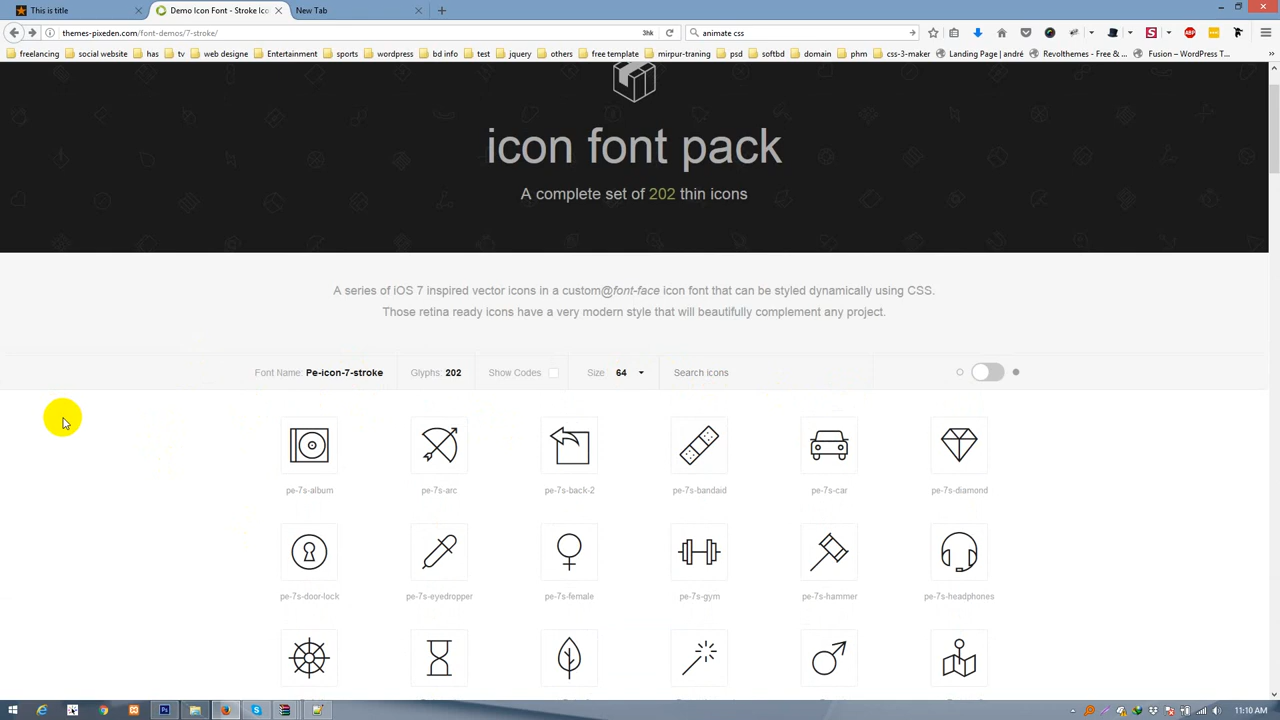 This is title
Demo Icon Font - Stroke Ico
New Tab
themes-pixeden.com/font-demos/7-stroke/
animate css
freelancing
social website
has
tv
web designe
Entertainment
sports
wordpress
bd info
test
jquery
others
free template
mirpur-traning
psd
softbd
domain
phm
css-3-maker
Landing Page | andré
Revolthemes - Free & ...
Fusion – WordPress T...
icon font pack
A complete set of 202 thin icons
A series of iOS 7 inspired vector icons in a custom@font-face icon font that can be styled dynamically using CSS.
Those retina ready icons have a very modern style that will beautifully complement any project.
Font Name: Pe-icon-7-stroke
Glyphs: 202
Show Codes
Size 64
Search Icons
pe-7s-album
pe-7s-arc
pe-7s-back-2
pe-7s-bandaid
pe-7s-car
pe-7s-diamond
pe-7s-door-lock
pe-7s-eyedropper
pe-7s-female
pe-7s-gym
pe-7s-hammer
pe-7s-headphones
11:10 AM